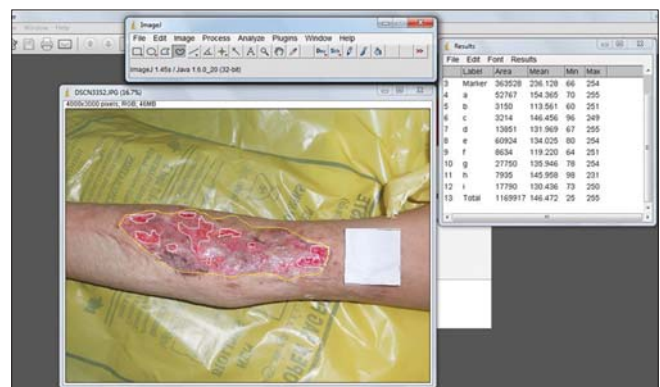 Window Help
ImageJ
File Edit Image Process Analyze Plugins Window Help
ImageJ 1.45s / Java 1.6.0_20 (32-bit)
DSCN3352.JPG (16.7%)
4000x3000 pixels; RGB; 46MB
Results
File Edit Font Results
Label Area Mean Min Max
3 Marker 363528 236.128 66 254
4 a 52767 154.365 70 255
5 b 3150 113.561 60 251
6 c 3214 146.456 96 249
7 d 13851 131.969 67 255
8 e 60924 134.025 80 254
9 f 8634 119.220 64 251
10 g 27750 135.946 78 254
11 h 7935 145.958 98 231
12 i 17790 130.436 73 250
13 Total 1169917 146.472 25 255